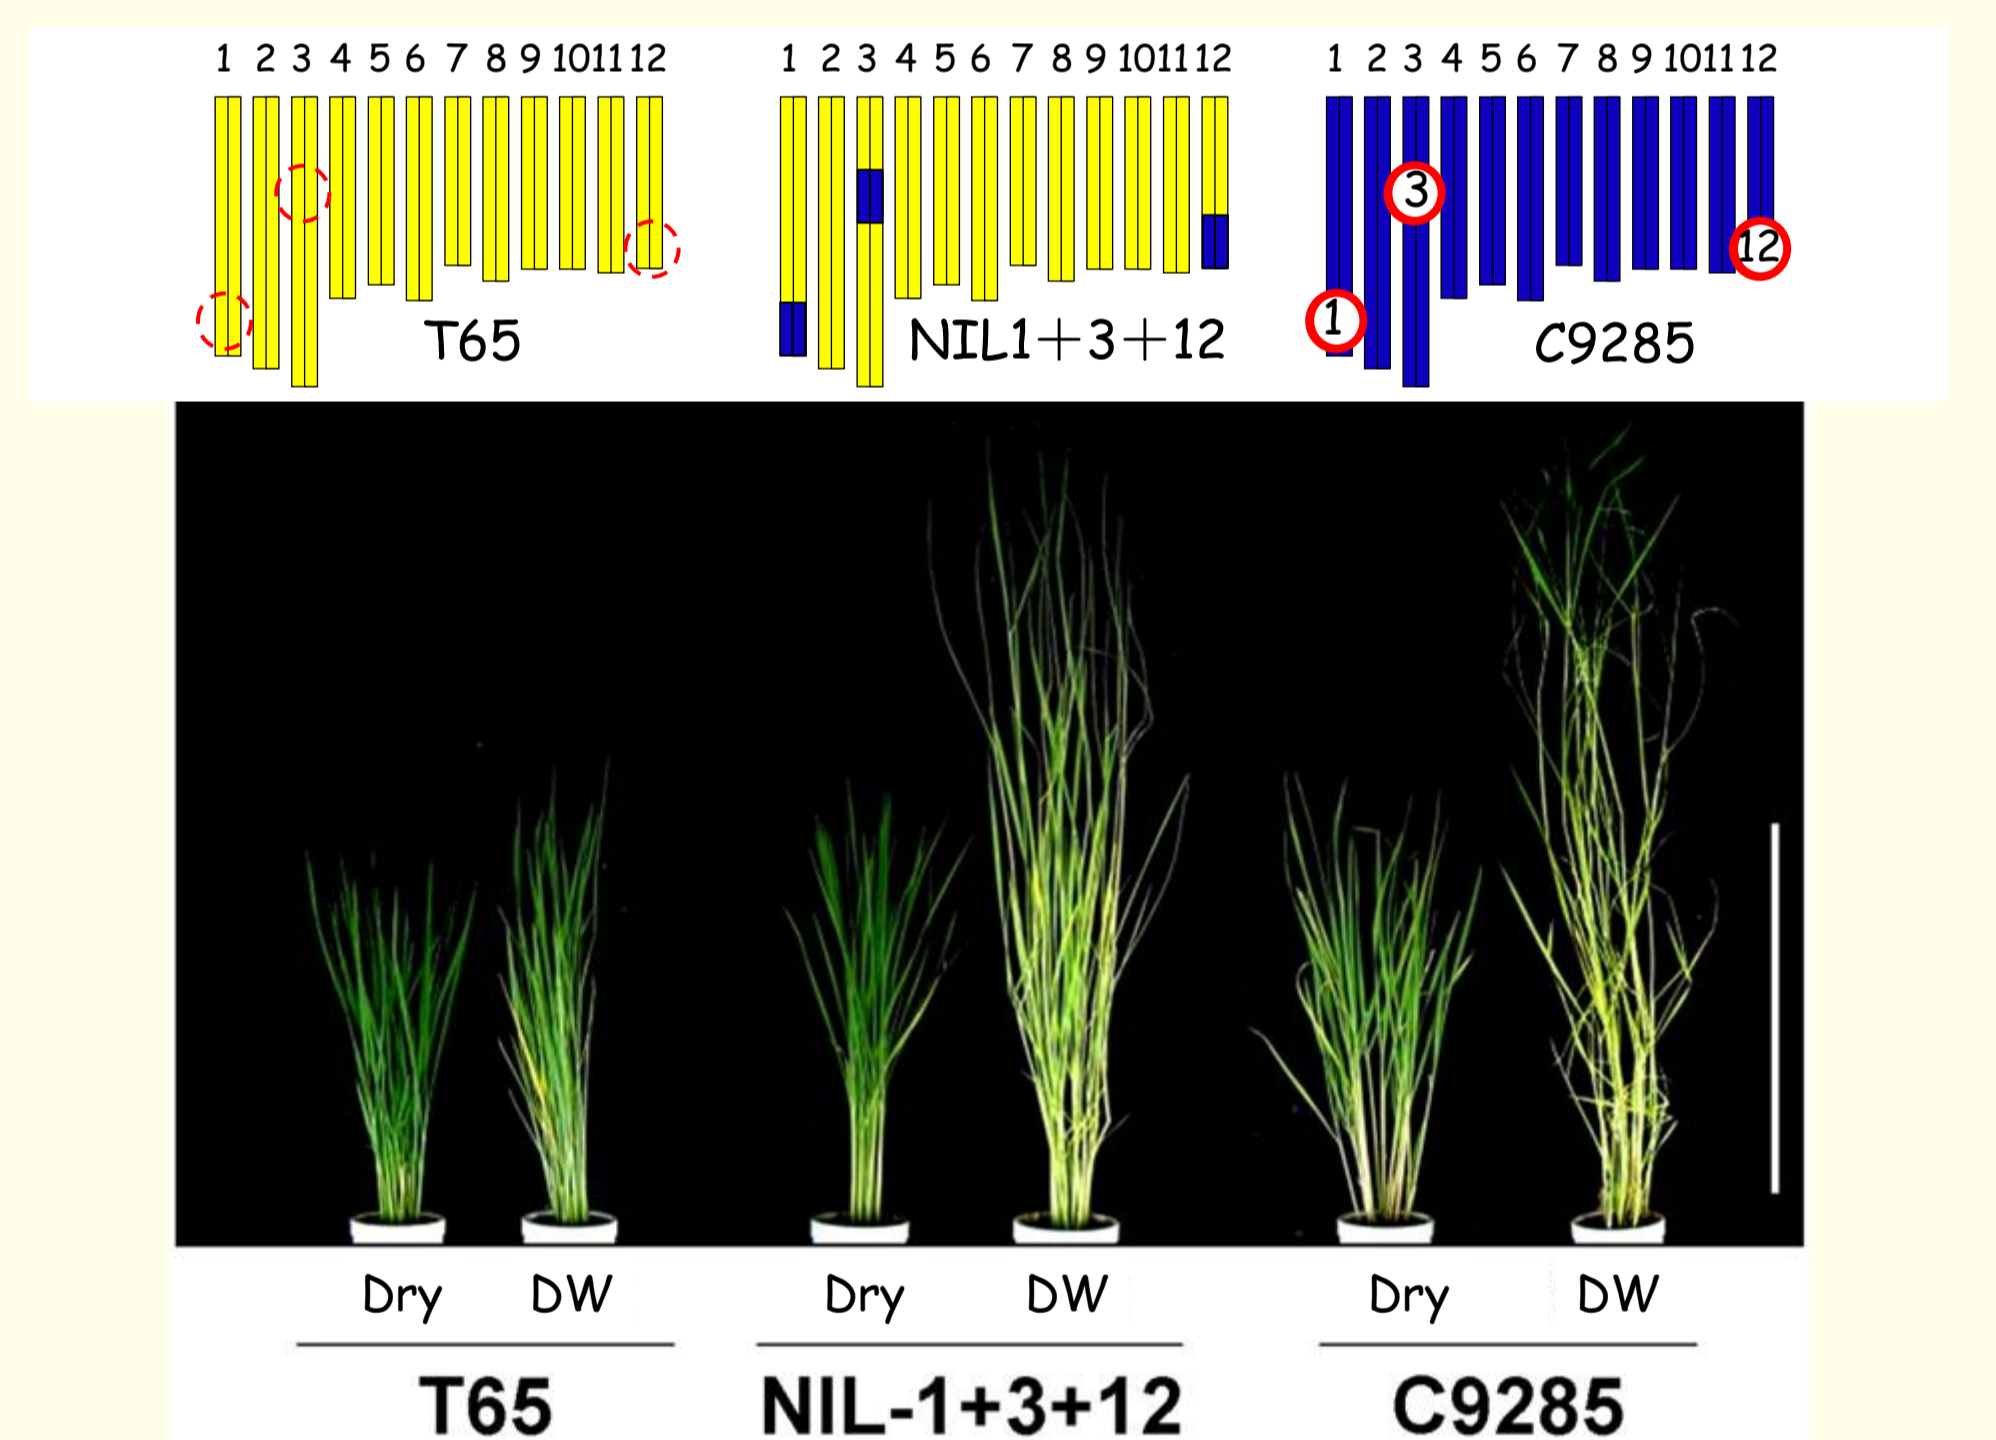 1 2 3 4 5 6 7 8 9 10 11 12
1 2 3 4 5 6 7 8 9 10 11 12
1 2 3 4 5 6 7 8 9 10 11 12
3
12
1
T65
NIL1+3+12
C9285
Dry DW Dry DW Dry DW
T65 NIL-1+3+12 C9285